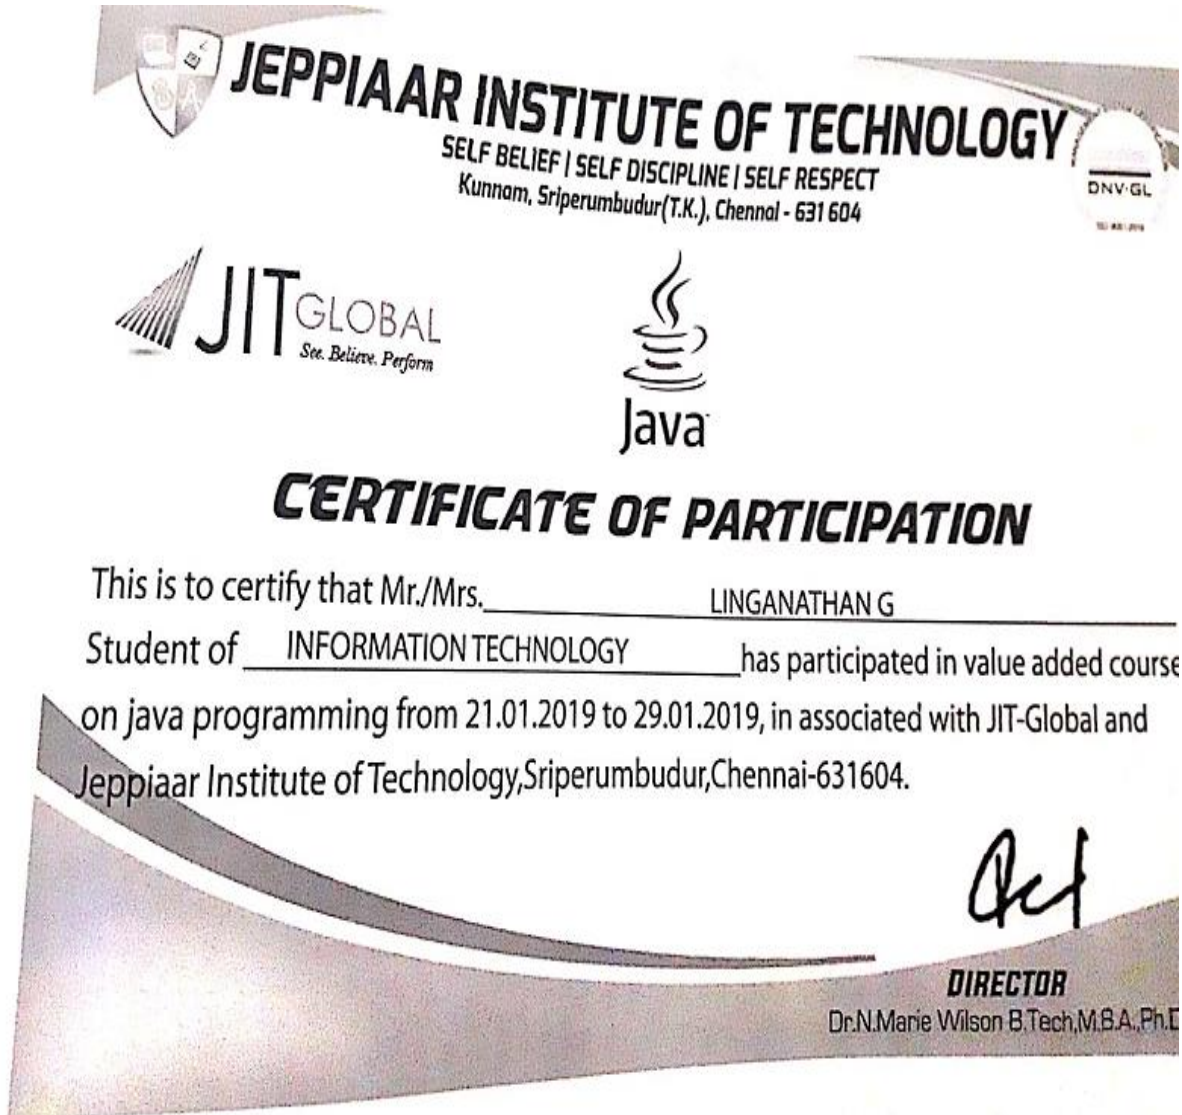 JEPPIAAR INSTITUTE OF TECHNOLOGY
SELF BELIEF | SELF DISCIPLINE | SELF RESPECT
Kunnam, Sriperumbudur(T.K.), Chennai - 631 604
DNV·GL
JIT GLOBAL
See. Believe. Perform
Java
CERTIFICATE OF PARTICIPATION
This is to certify that Mr./Mrs. LINGANATHAN G
Student of INFORMATION TECHNOLOGY has participated in value added course
on java programming from 21.01.2019 to 29.01.2019, in associated with JIT-Global and
Jeppiaar Institute of Technology,Sriperumbudur,Chennai-631604.
DIRECTOR
Dr.N.Marie Wilson B.Tech,M.B.A.,Ph.D